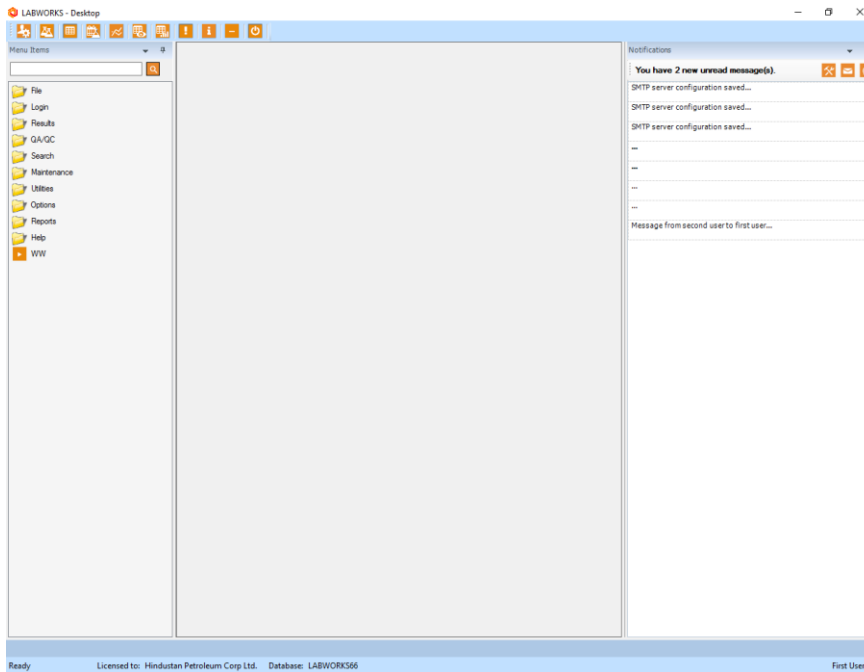 LABWORKS - Desktop
Menu Items
File
Login
Results
QA/QC
Search
Maintenance
Utilities
Options
Reports
Help
WW
Notifications
You have 2 new unread message(s).
SMTP server configuration saved...
SMTP server configuration saved...
SMTP server configuration saved...
...
...
...
...
Message from second user to first user...
Ready Licensed to: Hindustan Petroleum Corp Ltd. Database: LABWORKS66 First User